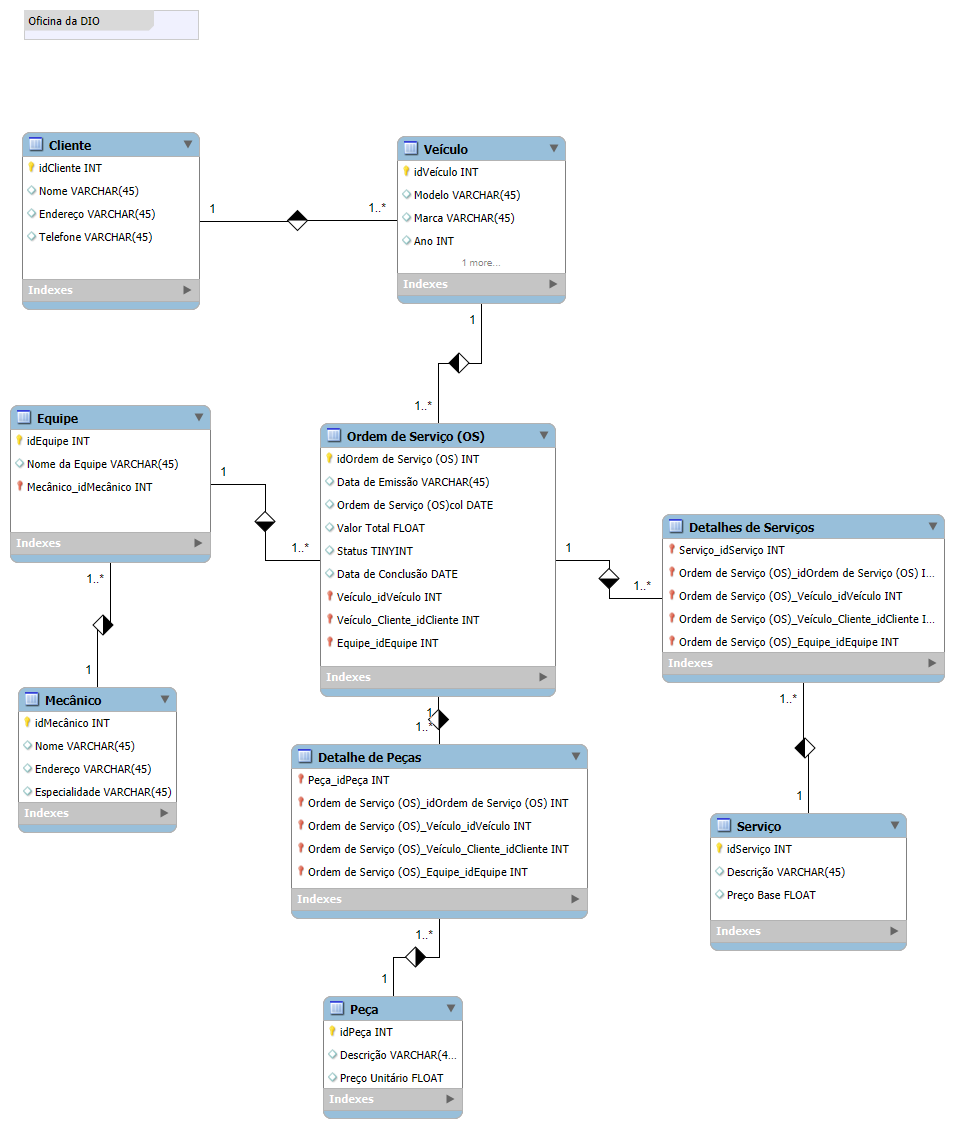 Oficina da DIO
Cliente
idCliente INT
Nome VARCHAR(45)
Endereço VARCHAR(45)
Telefone VARCHAR(45)
Indexes
1
1..*
Veículo
idVeículo INT
Modelo VARCHAR(45)
Marca VARCHAR(45)
Ano INT
1 more...
Indexes
1
1..*
Equipe
idEquipe INT
Nome da Equipe VARCHAR(45)
Mecânico_idMecânico INT
Indexes
1
1..*
1..*
1
Ordem de Serviço (OS)
idOrdem de Serviço (OS) INT
Data de Emissão VARCHAR(45)
Ordem de Serviço (OS)col DATE
Valor Total FLOAT
Status TINYINT
Data de Conclusão DATE
Veículo_idVeículo INT
Veículo_Cliente_idCliente INT
Equipe_idEquipe INT
Indexes
1
1..*
Detalhes de Serviços
Serviço_idServiço INT
Ordem de Serviço (OS)_idOrdem de Serviço (OS) I...
Ordem de Serviço (OS)_Veículo_idVeículo INT
Ordem de Serviço (OS)_Veículo_Cliente_idCliente I...
Ordem de Serviço (OS)_Equipe_idEquipe INT
Indexes
1..*
1
Mecânico
idMecânico INT
Nome VARCHAR(45)
Endereço VARCHAR(45)
Especialidade VARCHAR(45)
Indexes
1
1..*
Detalhe de Peças
Peça_idPeça INT
Ordem de Serviço (OS)_idOrdem de Serviço (OS) INT
Ordem de Serviço (OS)_Veículo_idVeículo INT
Ordem de Serviço (OS)_Veículo_Cliente_idCliente INT
Ordem de Serviço (OS)_Equipe_idEquipe INT
Indexes
1..*
1
Serviço
idServiço INT
Descrição VARCHAR(45)
Preço Base FLOAT
Indexes
Peça
idPeça INT
Descrição VARCHAR(4...
Preço Unitário FLOAT
Indexes